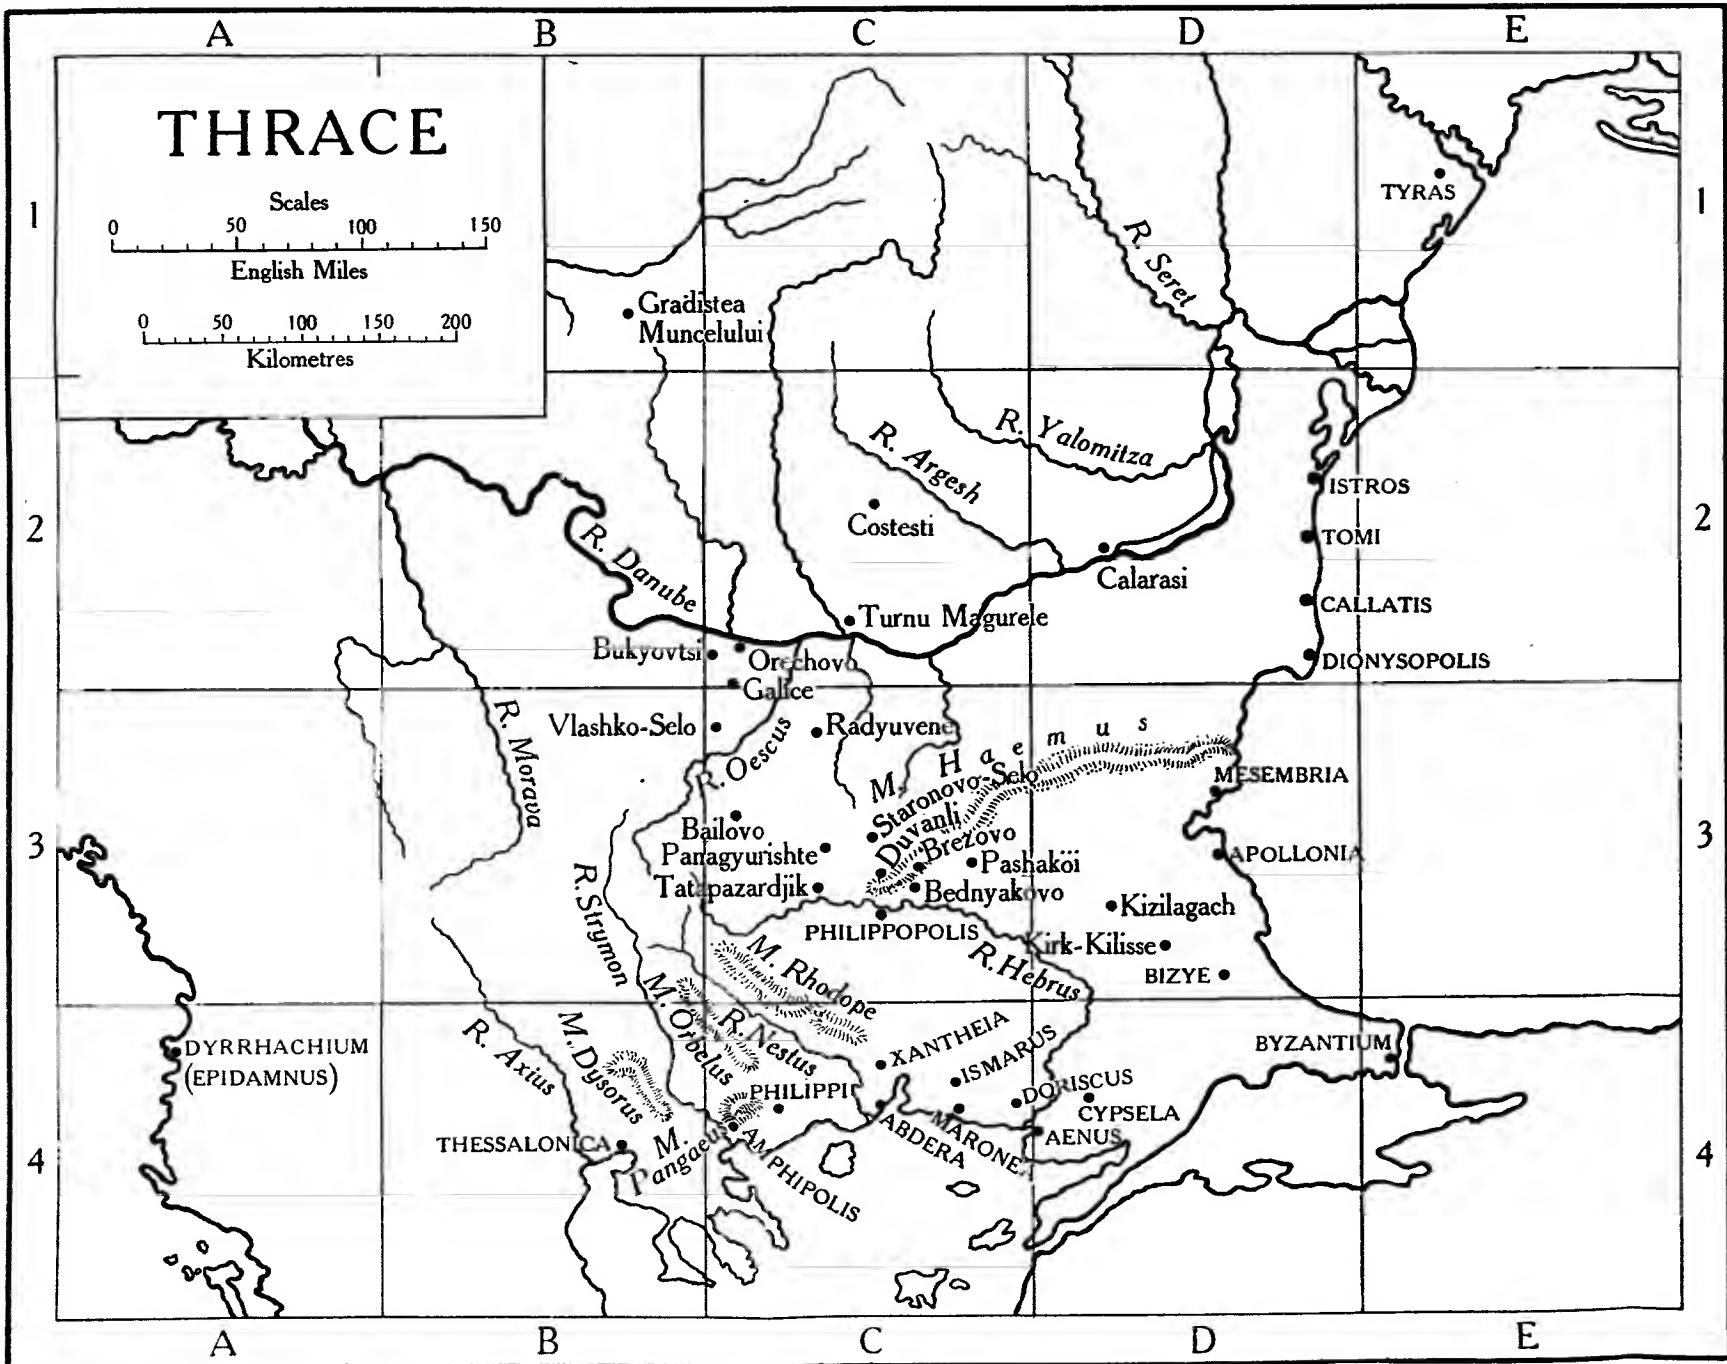 A B C D E
THRACE
Scales
0 50 100 150
English Miles
0 50 100 150 200
Kilometres
1 1
TYRAS
R. Seret
Gradistea
Muncelului
R. Yalomitza
R. Argesh
ISTROS
2 2
Costesti
R. Danube
TOMI
Calarasi
CALLATIS
Turnu Magurele
Bukyovtsi
Orechovo
DIONYSOPOLIS
Galice
Vlashko-Selo
Radyuvene
R. Morava
R. Oescus
M. Haemus
MESEMBRIA
Staronovo-Selo
Duvanli
Bailovo
Brezovo
3 3
Panagyurishte
Pashaköi
APOLLONIA
Tatapazardjik
Bednyakovo
Kizilagach
R. Strymon
PHILIPPOPOLIS
Kirk-Kilisse
R. Hebrus
BIZYE
M. Rhodope
M. Orbelus
R. Nestus
R. Axius
M. Dysorus
XANTHEIA
ISMARUS
BYZANTIUM
DYRRHACHIUM
(EPIDAMNUS)
PHILIPPI
DORISCUS
CYPSELA
THESSALONICA
M.
Pangaeus
AMPHIPOLIS
ABDERA
MARONEA
AENUS
4 4
A B C D E